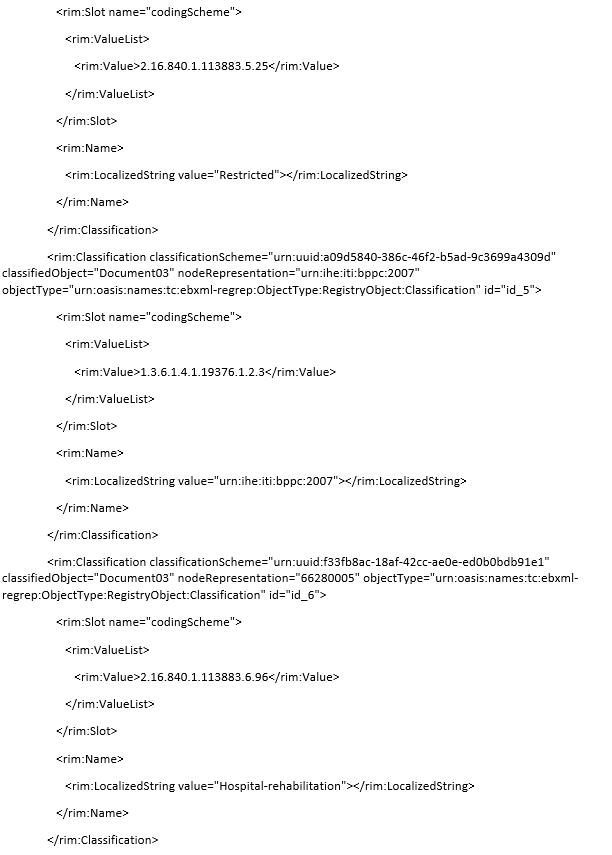 <rim:Slot name="codingScheme">
<rim:ValueList>
<rim:Value>2.16.840.1.113883.5.25</rim:Value>
</rim:ValueList>
</rim:Slot>
<rim:Name>
<rim:LocalizedString value="Restricted"></rim:LocalizedString>
</rim:Name>
</rim:Classification>
<rim:Classification classificationScheme="urn:uuid:a09d5840-386c-46f2-b5ad-9c3699a4309d"
classifiedObject="Document03" nodeRepresentation="urn:ihe:iti:bppc:2007"
objectType="urn:oasis:names:tc:ebxml-regrep:ObjectType:RegistryObject:Classification" id="id_5">
<rim:Slot name="codingScheme">
<rim:ValueList>
<rim:Value>1.3.6.1.4.1.19376.1.2.3</rim:Value>
</rim:ValueList>
</rim:Slot>
<rim:Name>
<rim:LocalizedString value="urn:ihe:iti:bppc:2007"></rim:LocalizedString>
</rim:Name>
</rim:Classification>
<rim:Classification classificationScheme="urn:uuid:f33fb8ac-18af-42cc-ae0e-ed0b0bdb91e1"
classifiedObject="Document03" nodeRepresentation="66280005" objectType="urn:oasis:names:tc:ebxml-
regrep:ObjectType:RegistryObject:Classification" id="id_6">
<rim:Slot name="codingScheme">
<rim:ValueList>
<rim:Value>2.16.840.1.113883.6.96</rim:Value>
</rim:ValueList>
</rim:Slot>
<rim:Name>
<rim:LocalizedString value="Hospital-rehabilitation"></rim:LocalizedString>
</rim:Name>
</rim:Classification>